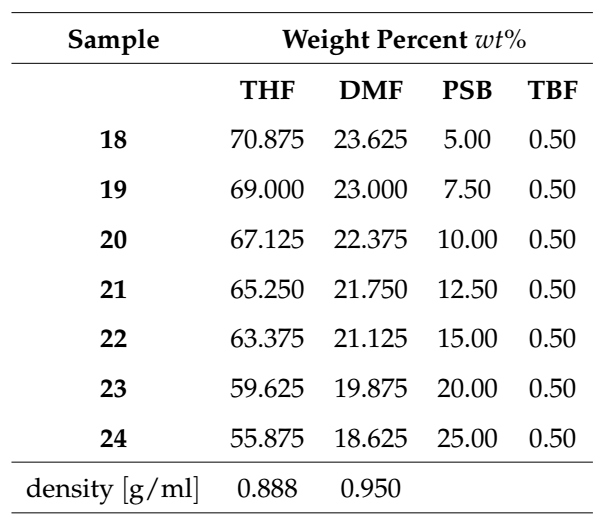 Sample Weight Percent wt%
THF DMF PSB TBF
18 70.875 23.625 5.00 0.50
19 69.000 23.000 7.50 0.50
20 67.125 22.375 10.00 0.50
21 65.250 21.750 12.50 0.50
22 63.375 21.125 15.00 0.50
23 59.625 19.875 20.00 0.50
24 55.875 18.625 25.00 0.50
density [g/ml] 0.888 0.950